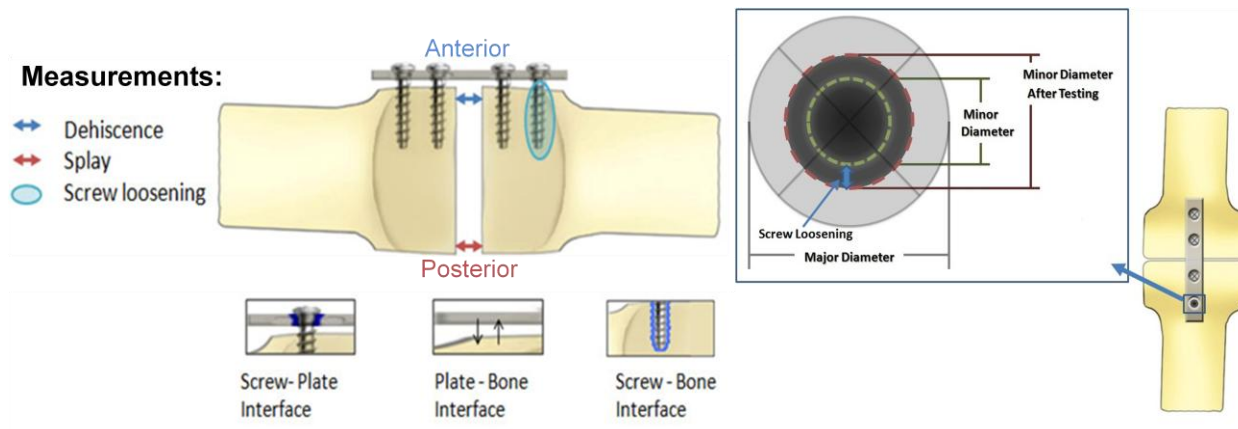 Anterior
Measurements:
Dehiscence
Splay
Screw loosening
Posterior
Screw- Plate
Interface
Plate - Bone
Interface
Screw - Bone
Interface
Minor Diameter
After Testing
Minor
Diameter
Screw Loosening
Major Diameter